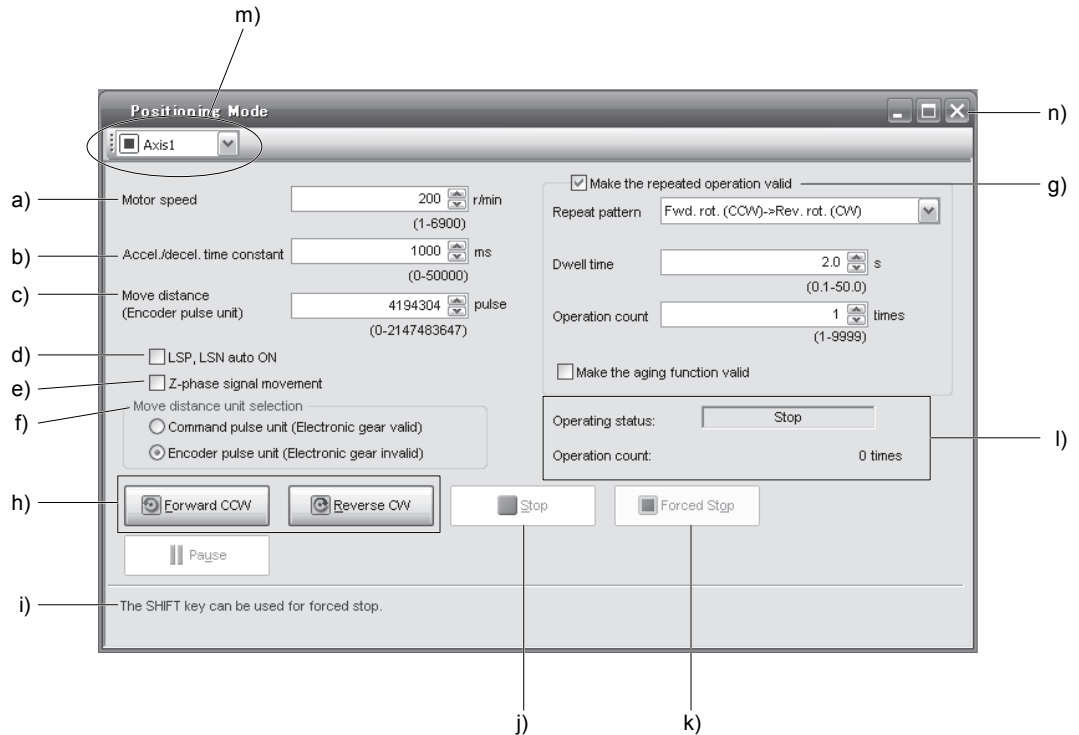 m)
Positioning Mode
n)
Axis1
a)
Motor speed
200
r/min
(1-6900)
b)
Accel./decel. time constant
1000
ms
(0-50000)
c)
Move distance
(Encoder pulse unit)
4194304
pulse
(0-2147483647)
d)
LSP, LSN auto ON
e)
Z-phase signal movement
f)
Move distance unit selection
Command pulse unit (Electronic gear valid)
Encoder pulse unit (Electronic gear invalid)
Make the repeated operation valid
g)
Repeat pattern
Fwd. rot. (CCW)->Rev. rot. (CW)
Dwell time
2.0
s
(0.1-50.0)
Operation count
1
times
(1-9999)
Make the aging function valid
Operating status:
Stop
Operation count:
0 times
l)
h)
Forward CCW
Reverse CW
Stop
Forced Stop
Pause
i)
The SHIFT key can be used for forced stop.
j)
k)